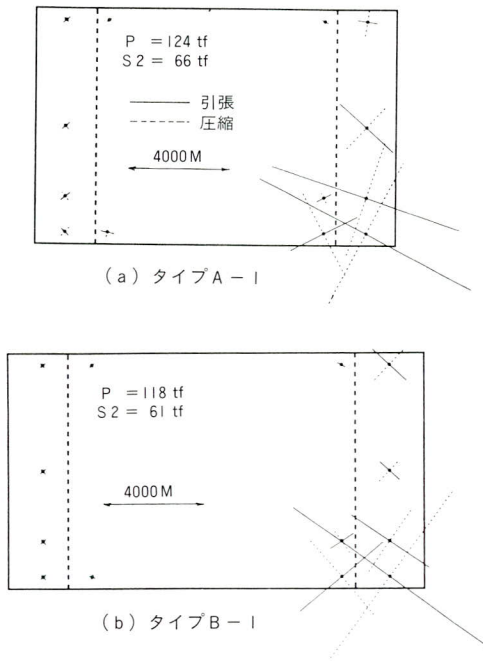 P = 124 tf
S2 = 66 tf
引張
圧縮
4000M
(a) タイプA-1
P = 118 tf
S2 = 61 tf
4000M
(b) タイプB-1